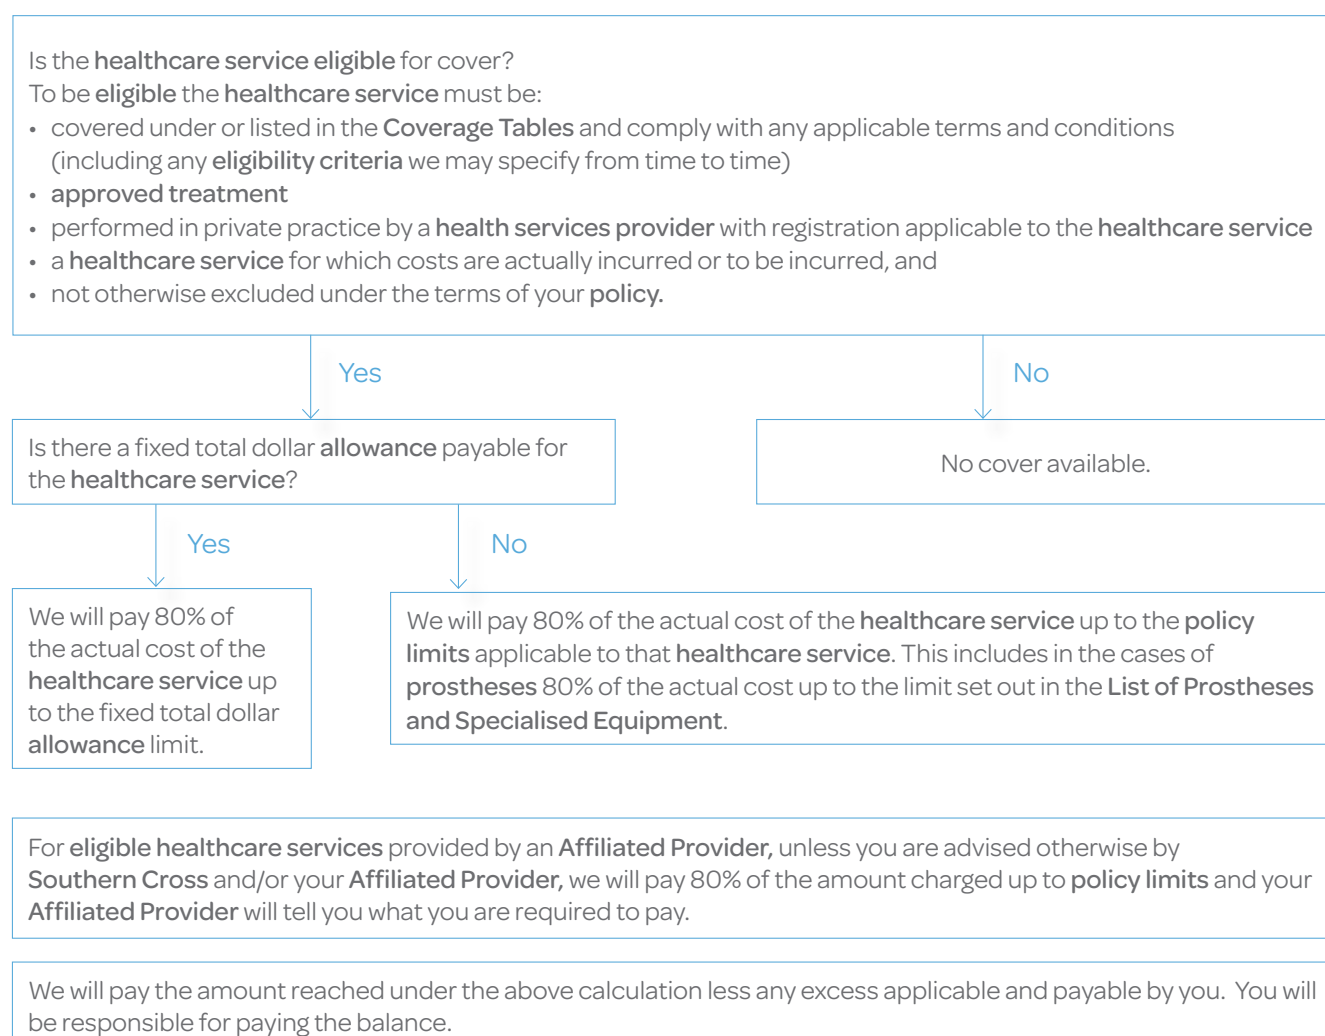 Is the healthcare service eligible for cover?
To be eligible the healthcare service must be:
• covered under or listed in the Coverage Tables and comply with any applicable terms and conditions
(including any eligibility criteria we may specify from time to time)
• approved treatment
• performed in private practice by a health services provider with registration applicable to the healthcare service
• a healthcare service for which costs are actually incurred or to be incurred, and
• not otherwise excluded under the terms of your policy.
Yes
No
Is there a fixed total dollar allowance payable for
the healthcare service?
No cover available.
Yes
No
We will pay 80% of
the actual cost of the
healthcare service up
to the fixed total dollar
allowance limit.
We will pay 80% of the actual cost of the healthcare service up to the policy
limits applicable to that healthcare service. This includes in the cases of
prostheses 80% of the actual cost up to the limit set out in the List of Prostheses
and Specialised Equipment.
For eligible healthcare services provided by an Affiliated Provider, unless you are advised otherwise by
Southern Cross and/or your Affiliated Provider, we will pay 80% of the amount charged up to policy limits and your
Affiliated Provider will tell you what you are required to pay.
We will pay the amount reached under the above calculation less any excess applicable and payable by you. You will
be responsible for paying the balance.